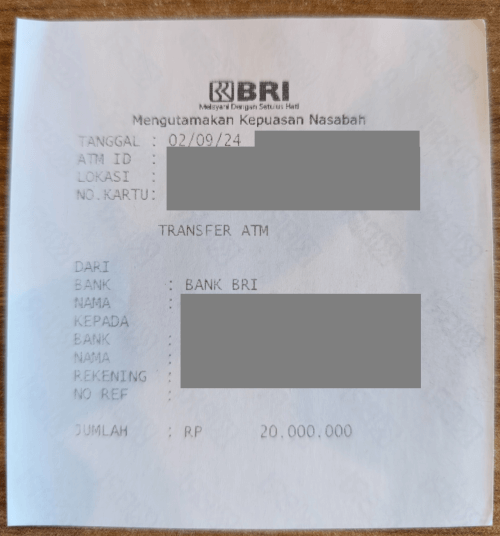 BRI
Melayani Dengan Setulus Hati
Mengutamakan Kepuasan Nasabah
TANGGAL : 02/09/24
ATM ID :
LOKASI :
NO.KARTU:
TRANSFER ATM
DARI
BANK : BANK BRI
NAMA :
KEPADA
BANK :
NAMA :
REKENING :
NO REF :
JUMLAH : RP 20.000.000